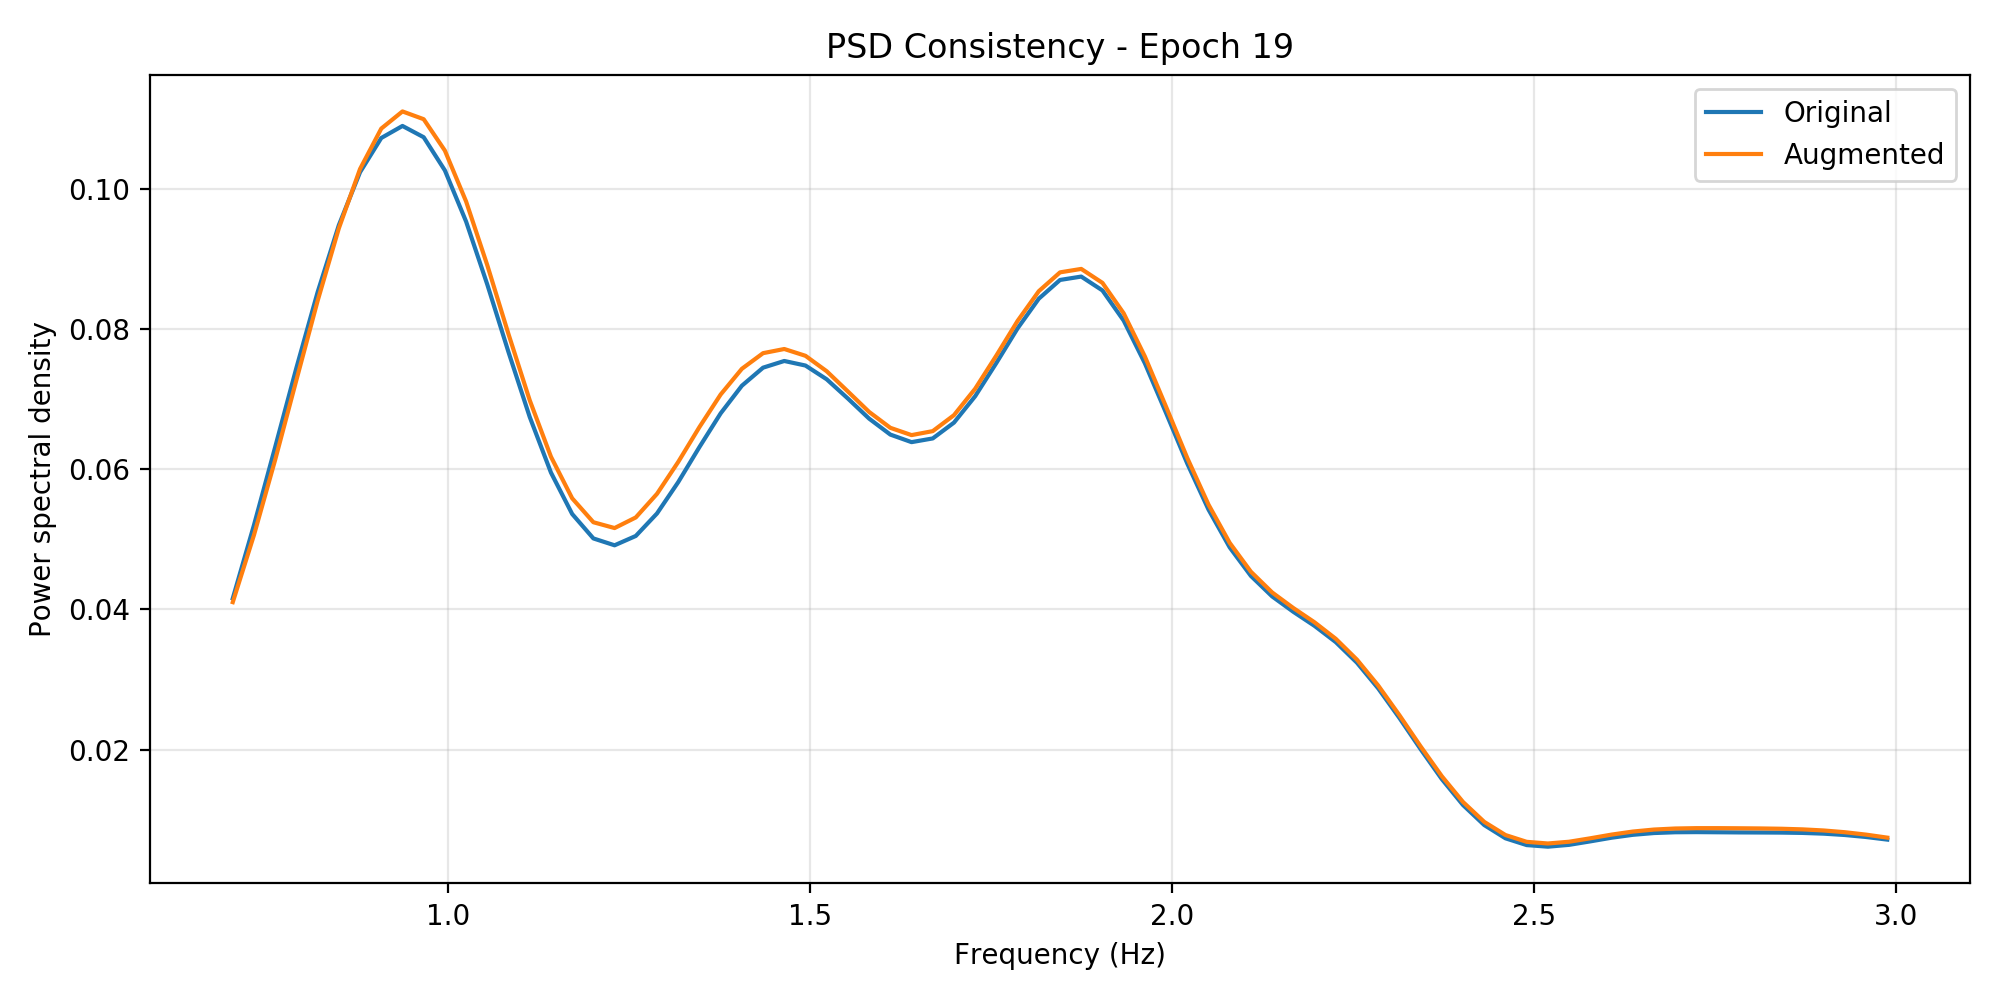 PSD Consistency - Epoch 19
Original
Augmented
Power spectral density
0.10
0.08
0.06
0.04
0.02
1.0 1.5 2.0 2.5 3.0
Frequency (Hz)